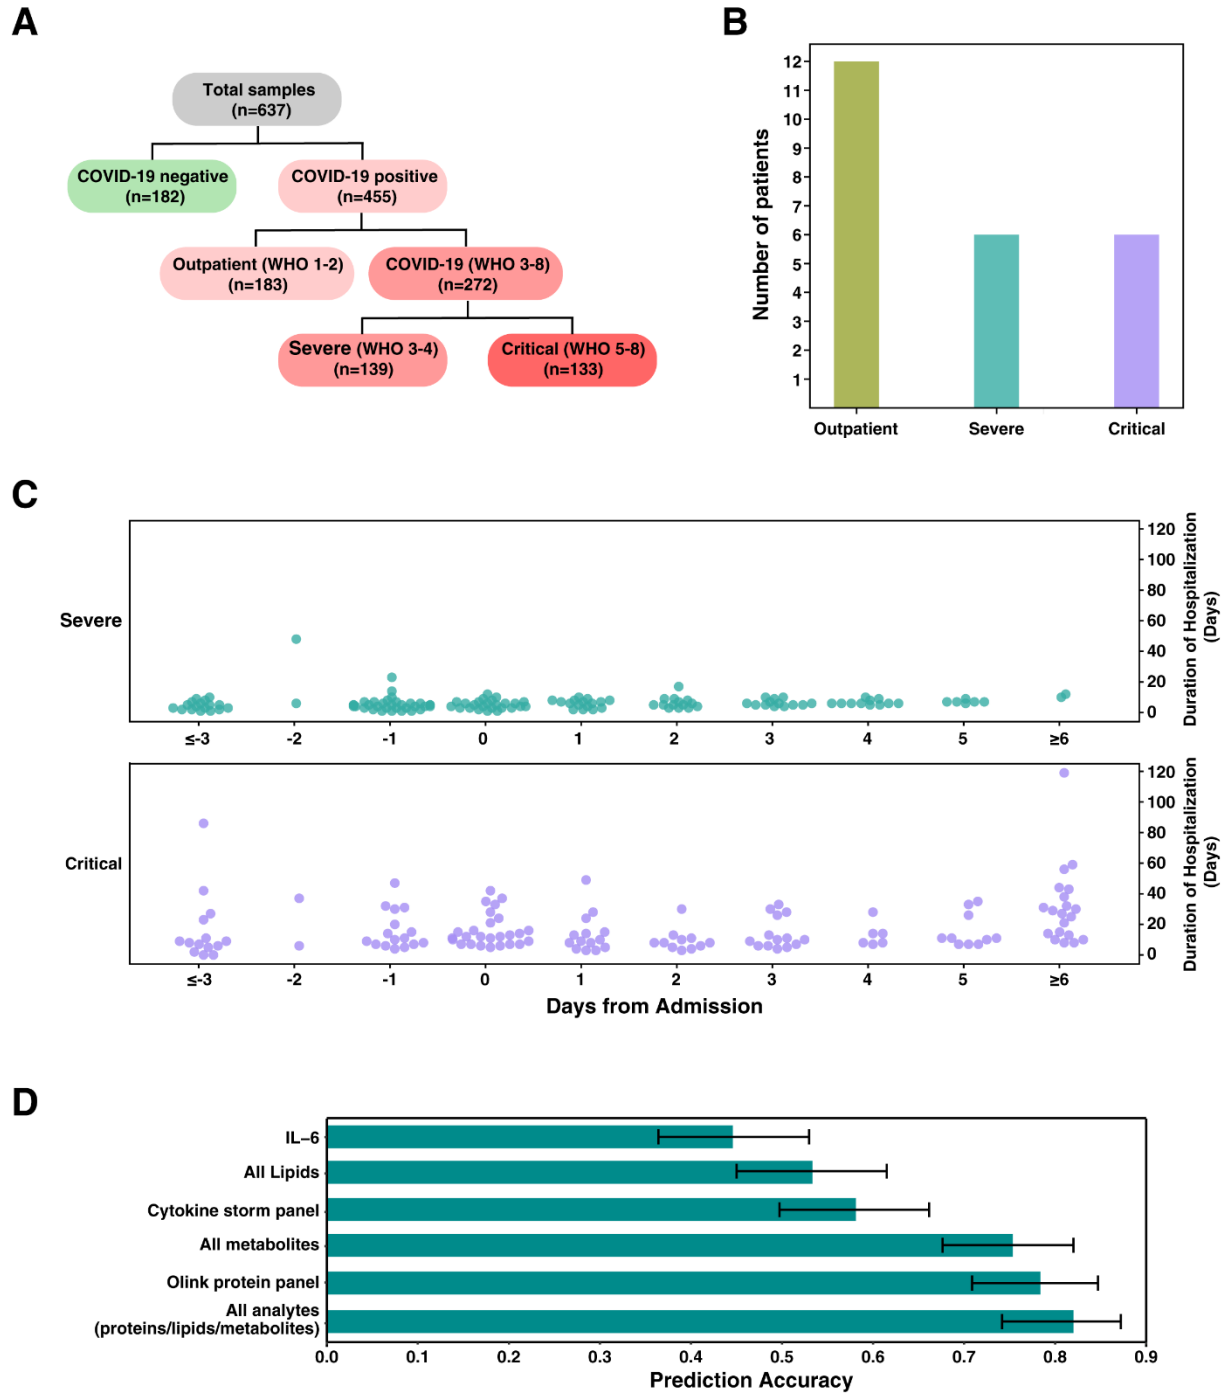 A
Total samples
(n=637)
COVID-19 negative
(n=182)
COVID-19 positive
(n=455)
Outpatient (WHO 1-2)
(n=183)
COVID-19 (WHO 3-8)
(n=272)
Severe (WHO 3-4)
(n=139)
Critical (WHO 5-8)
(n=133)
B
Number of patients
12
11
10
9
8
7
6
5
4
3
2
1
Outpatient
Severe
Critical
C
Severe
120
100
80
60
40
20
0
Duration of Hospitalization
(Days)
≤-3
-2
-1
0
1
2
3
4
5
≥6
Critical
120
100
80
60
40
20
0
Duration of Hospitalization
(Days)
≤-3
-2
-1
0
1
2
3
4
5
≥6
Days from Admission
D
IL−6
All Lipids
Cytokine storm panel
All metabolites
Olink protein panel
All analytes
(proteins/lipids/metabolites)
0.0
0.1
0.2
0.3
0.4
0.5
0.6
0.7
0.8
0.9
Prediction Accuracy